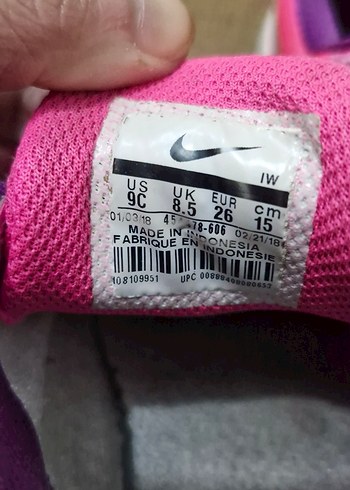 IW
US UK EUR cm
9C 8.5 26 15
01/03/18 02/21/18
MADE IN INDONESIA
FABRIQUE EN INDONESIE
UPC